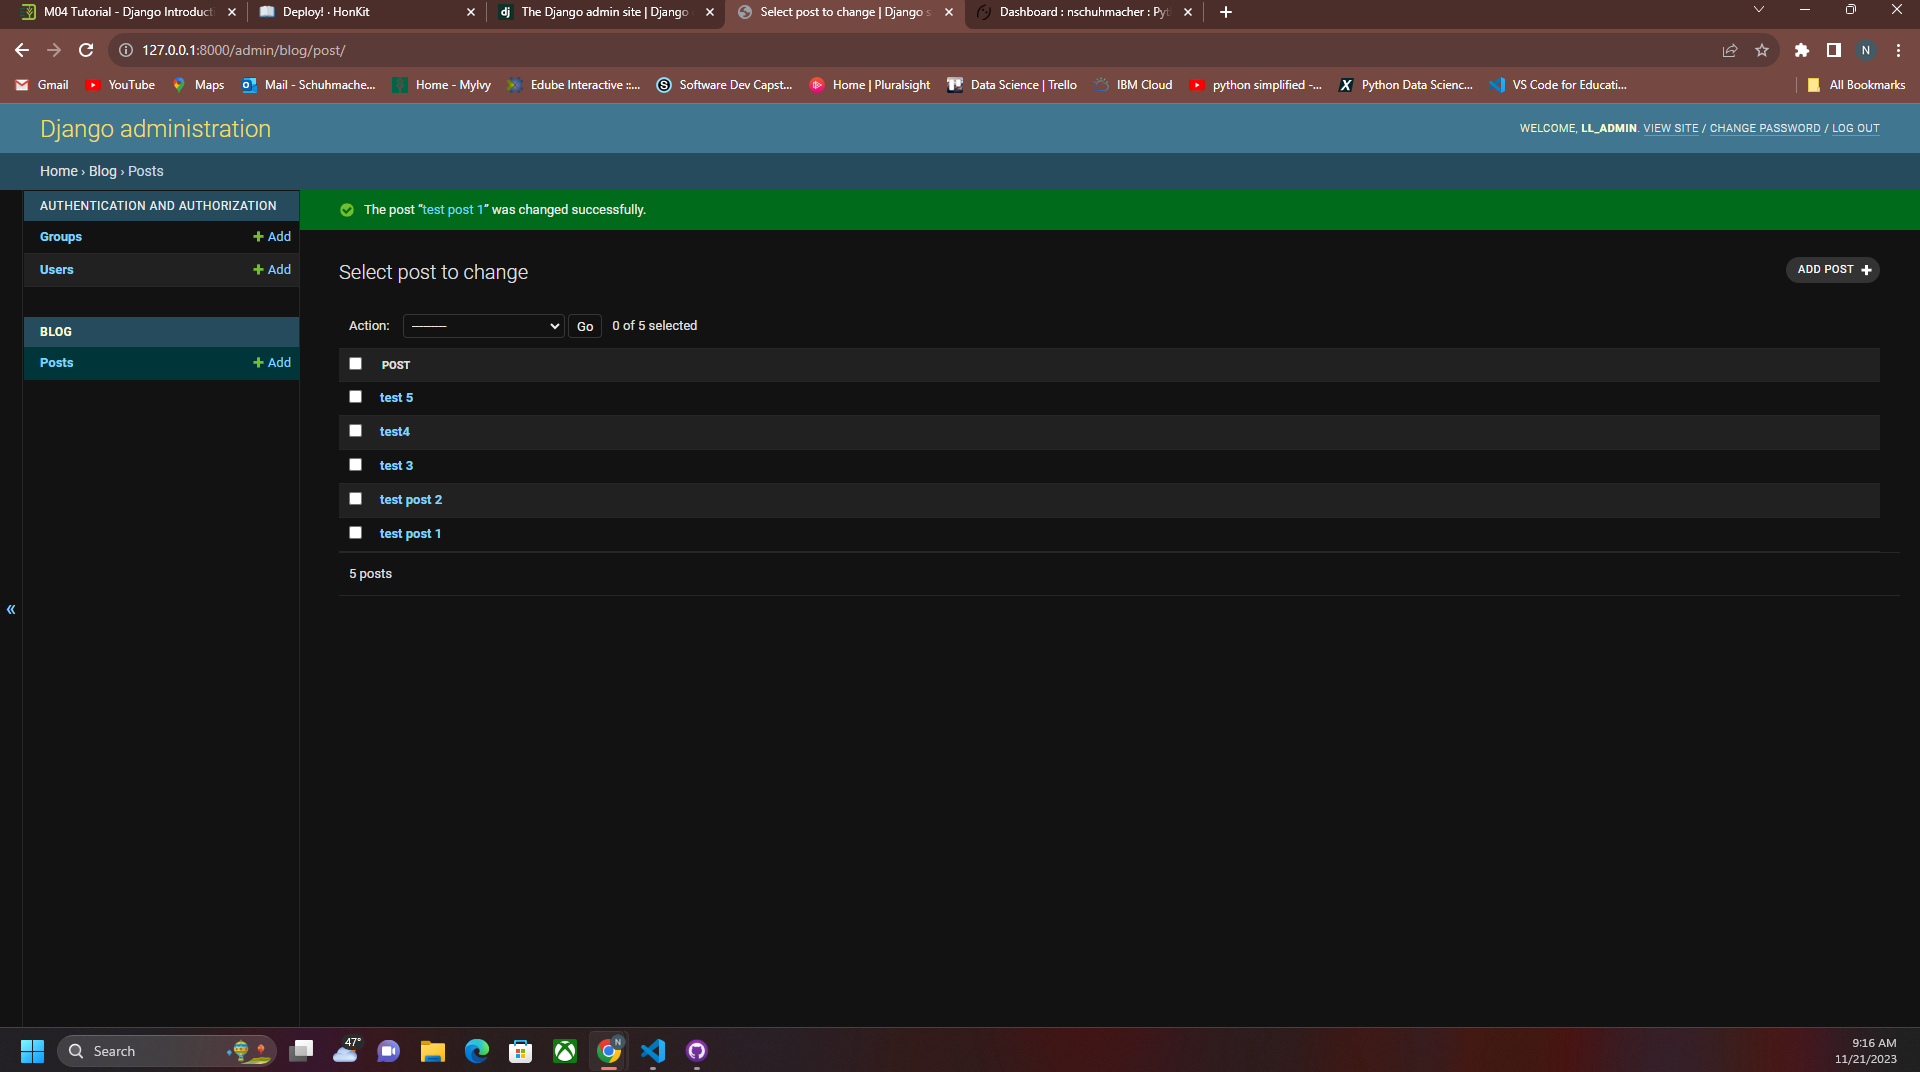 M04 Tutorial - Django Introduct
Deploy! · HonKit
The Django admin site | Django
Select post to change | Django s
Dashboard : nschuhmacher : Pyt
127.0.0.1:8000/admin/blog/post/
N
Gmail
YouTube
Maps
Mail - Schuhmache...
Home - MyIvy
Edube Interactive ::...
Software Dev Capst...
Home | Pluralsight
Data Science | Trello
IBM Cloud
python simplified -...
Python Data Scienc...
VS Code for Educati...
All Bookmarks
Django administration
WELCOME, LL_ADMIN. VIEW SITE / CHANGE PASSWORD / LOG OUT
Home › Blog › Posts
AUTHENTICATION AND AUTHORIZATION
Groups + Add
Users + Add
BLOG
Posts + Add
The post “test post 1” was changed successfully.
Select post to change
ADD POST +
Action: --------- Go 0 of 5 selected
POST
test 5
test4
test 3
test post 2
test post 1
5 posts
«
Search
47°
9:16 AM
11/21/2023